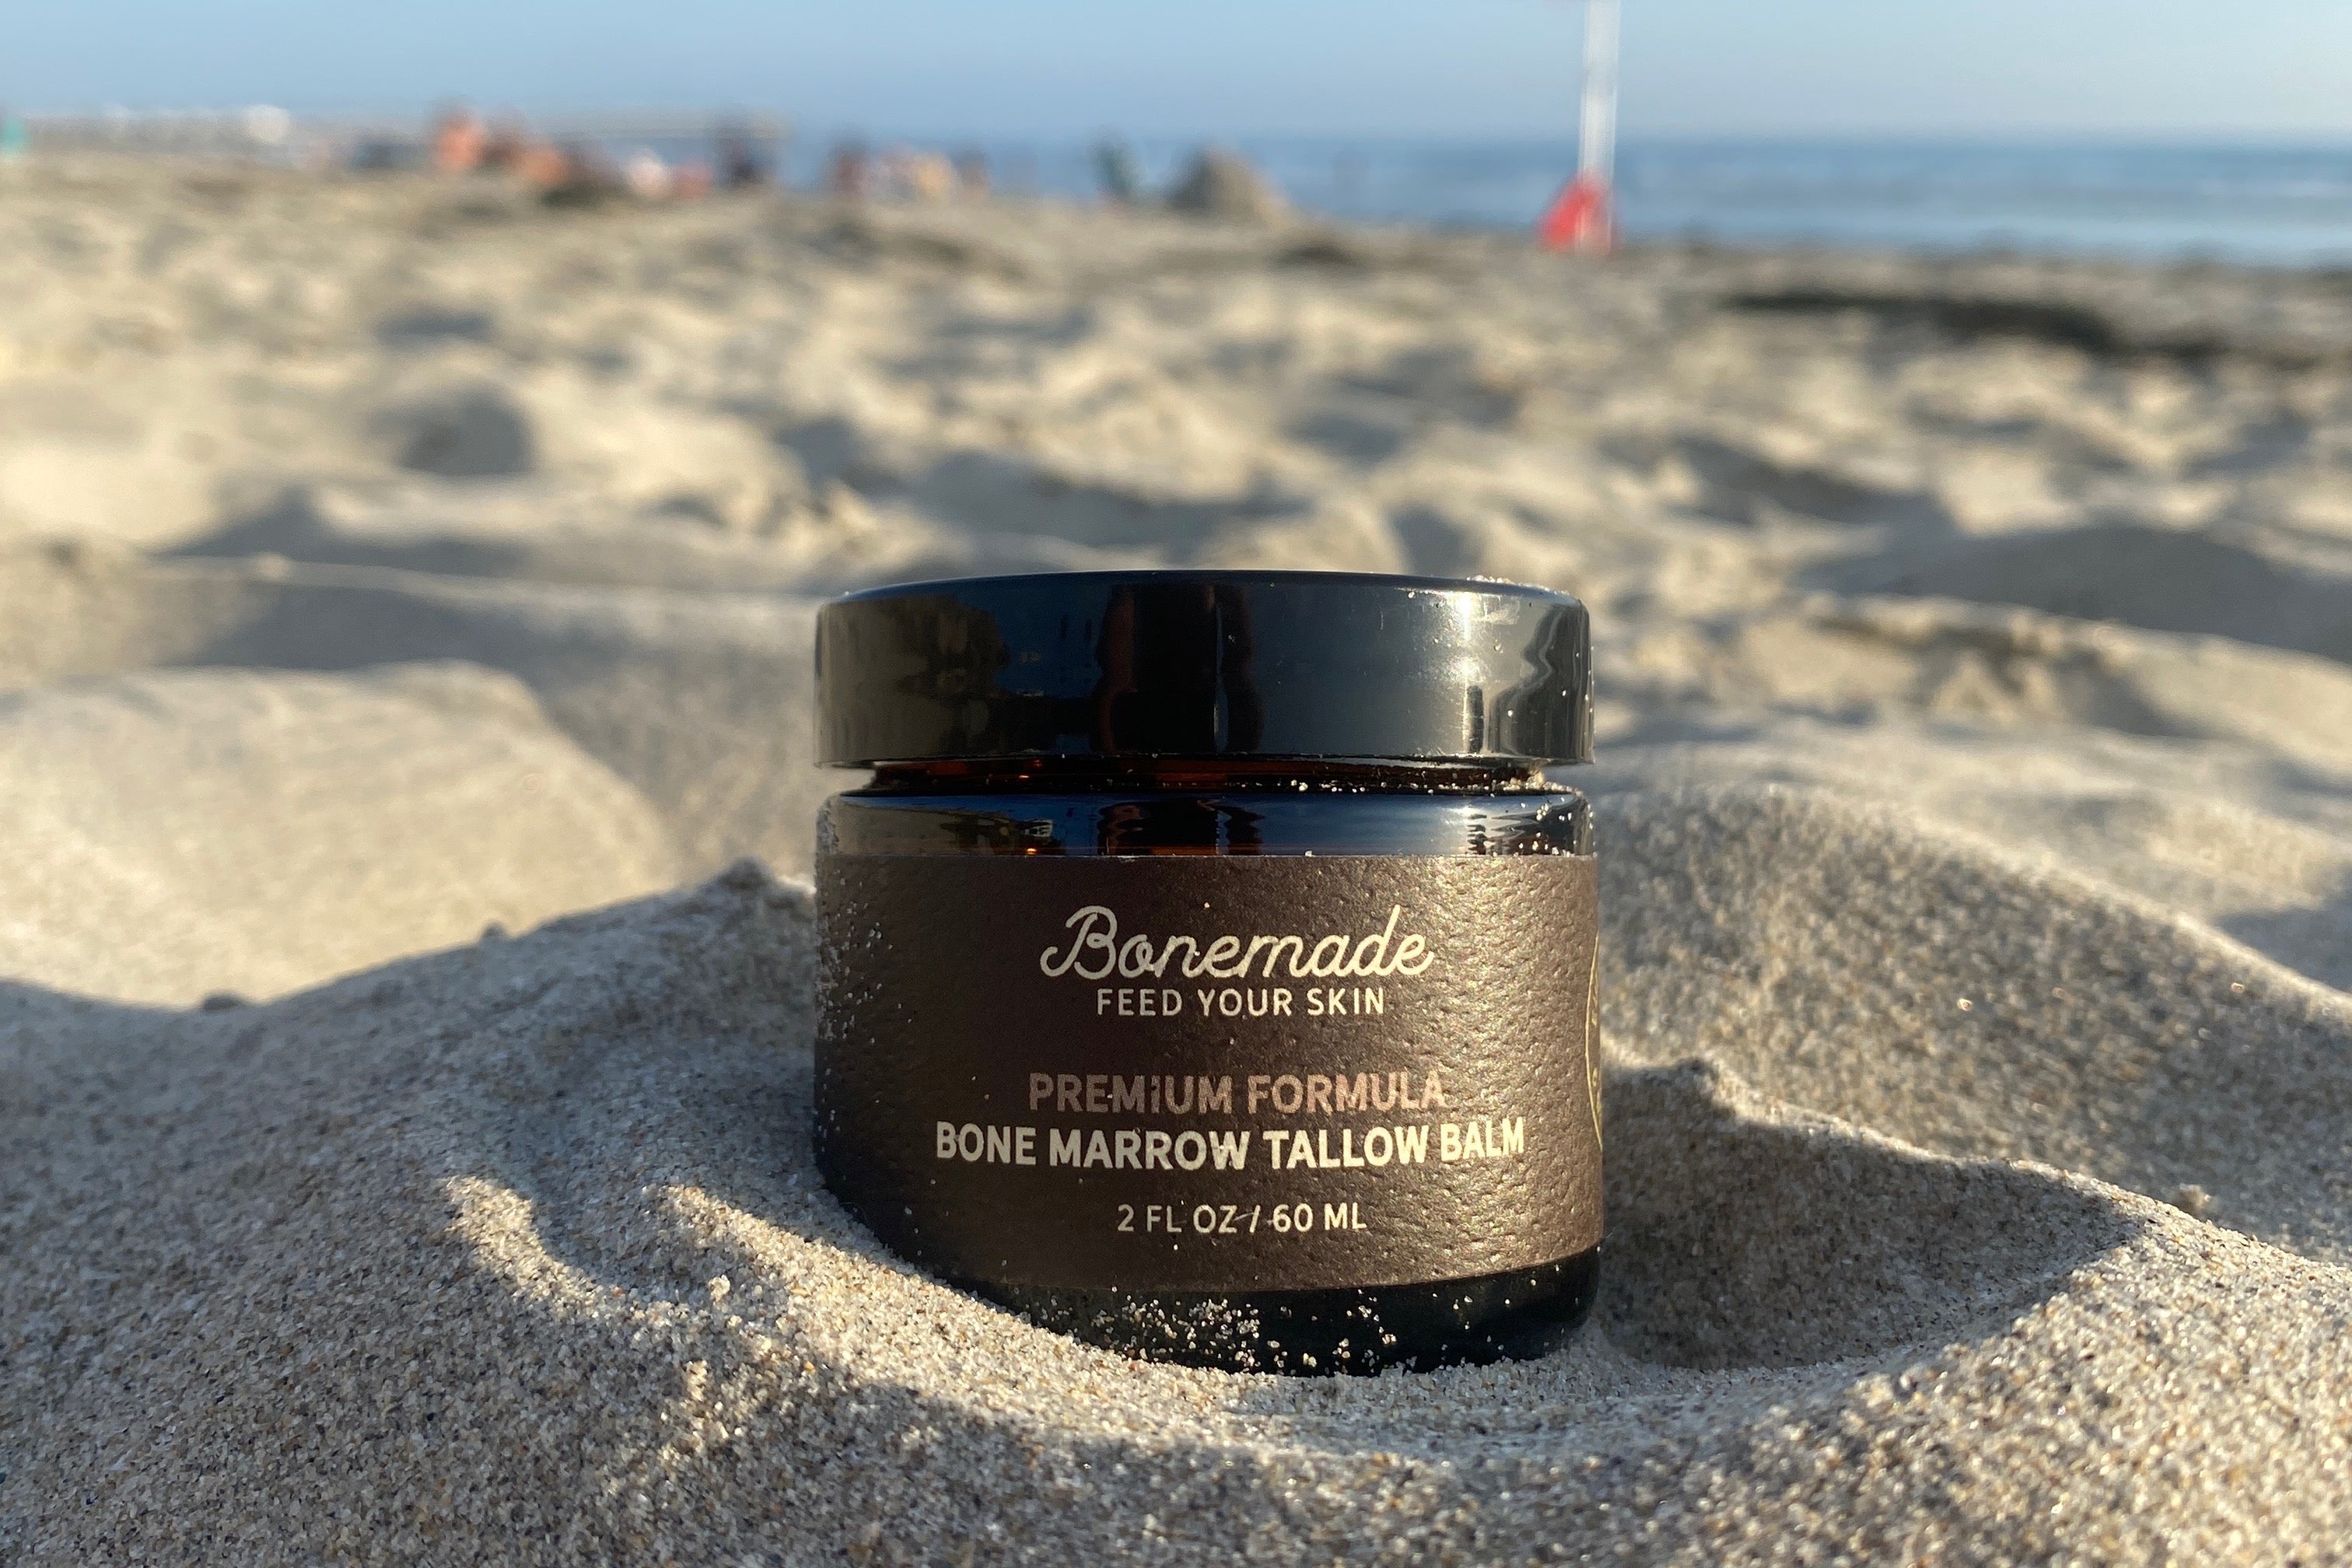 Bonemade
FEED YOUR SKIN
PREMIUM FORMULA
BONE MARROW TALLOW BALM
2 FL OZ / 60 ML